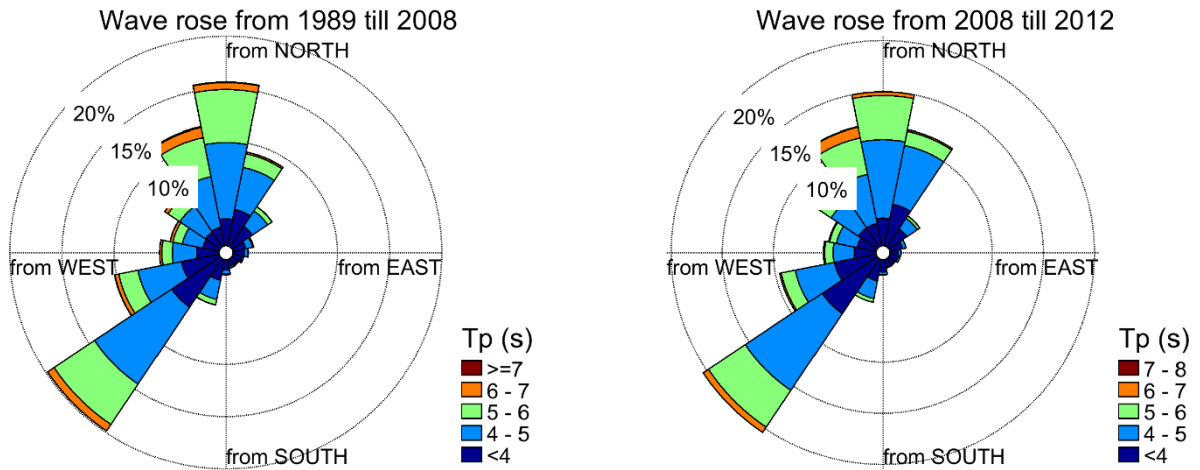 Wave rose from 1989 till 2008
from NORTH
20%
15%
10%
from WEST
from EAST
from SOUTH
Tp (s)
>=7
6 - 7
5 - 6
4 - 5
<4
Wave rose from 2008 till 2012
from NORTH
20%
15%
10%
from WEST
from EAST
from SOUTH
Tp (s)
7 - 8
6 - 7
5 - 6
4 - 5
<4